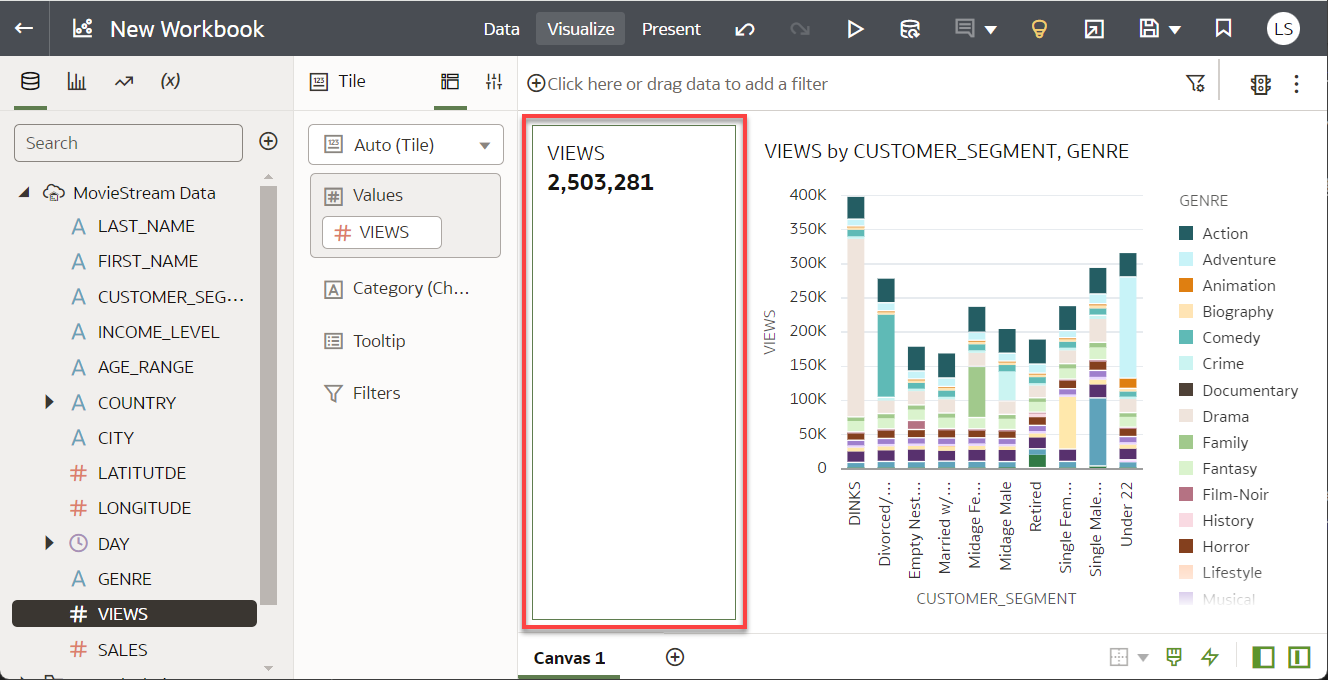 New Workbook
Data
Visualize
Present
LS
(x)
Search
MovieStream Data
A LAST_NAME
A FIRST_NAME
A CUSTOMER_SEG...
A INCOME_LEVEL
A AGE_RANGE
A COUNTRY
A CITY
# LATITUTDE
# LONGITUDE
DAY
A GENRE
# VIEWS
# SALES
123 Tile
123 Auto (Tile)
# Values
# VIEWS
A Category (Ch...
Tooltip
Filters
Click here or drag data to add a filter
VIEWS
2,503,281
VIEWS by CUSTOMER_SEGMENT, GENRE
VIEWS
400K
350K
300K
250K
200K
150K
100K
50K
0
DINKS
Divorced/...
Empty Nest...
Married w/...
Midage Fe...
Midage Male
Retired
Single Fem...
Single Male...
Under 22
CUSTOMER_SEGMENT
GENRE
Action
Adventure
Animation
Biography
Comedy
Crime
Documentary
Drama
Family
Fantasy
Film-Noir
History
Horror
Lifestyle
Musical
Canvas 1